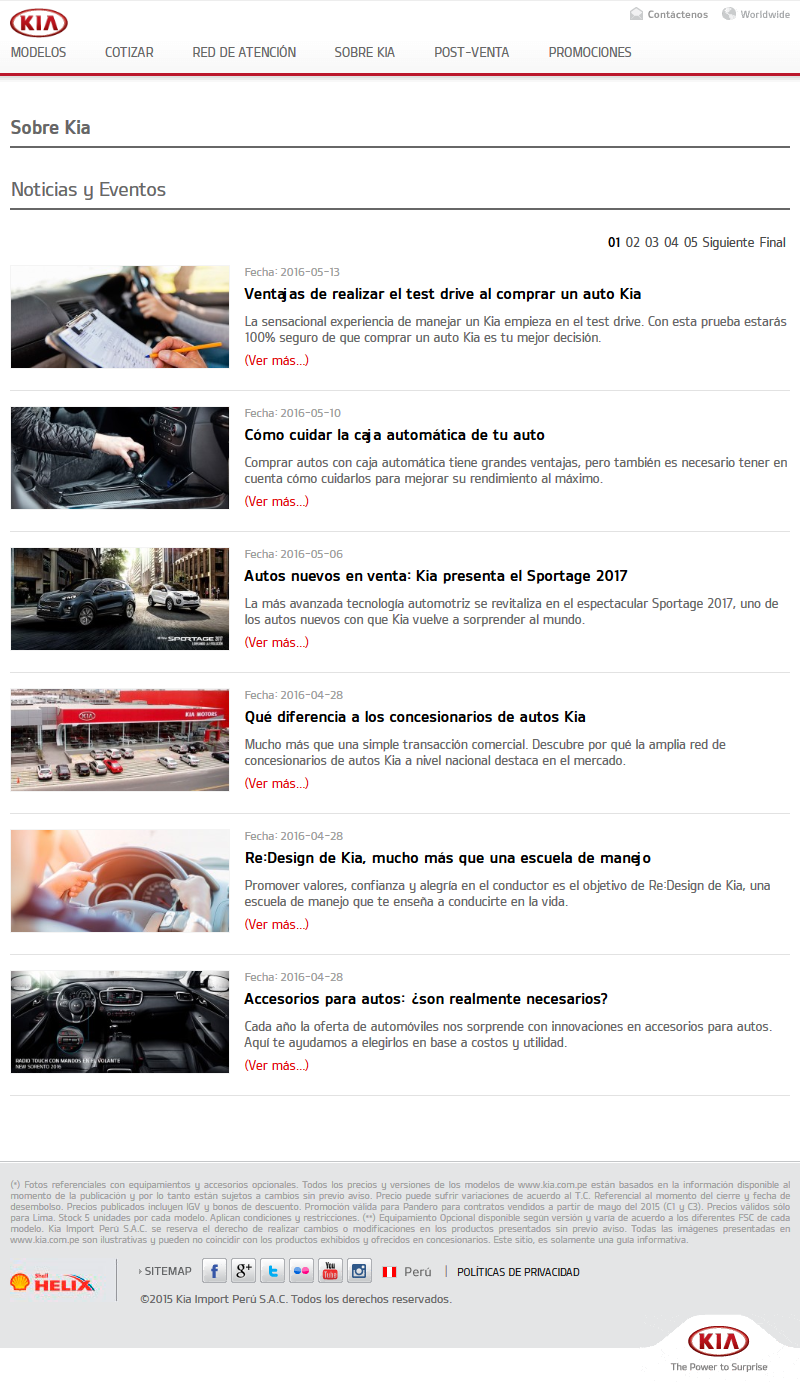 KIA
Contáctenos
Worldwide
MODELOS
COTIZAR
RED DE ATENCIÓN
SOBRE KIA
POST-VENTA
PROMOCIONES
Sobre Kia
Noticias y Eventos
01 02 03 04 05 Siguiente Final
Fecha: 2016-05-13
Ventajas de realizar el test drive al comprar un auto Kia
La sensacional experiencia de manejar un Kia empieza en el test drive. Con esta prueba estarás
100% seguro de que comprar un auto Kia es tu mejor decisión.
(Ver más...)
Fecha: 2016-05-10
Cómo cuidar la caja automática de tu auto
Comprar autos con caja automática tiene grandes ventajas, pero también es necesario tener en
cuenta cómo cuidarlos para mejorar su rendimiento al máximo.
(Ver más...)
SPORTAGE 2017
Fecha: 2016-05-06
Autos nuevos en venta: Kia presenta el Sportage 2017
La más avanzada tecnología automotriz se revitaliza en el espectacular Sportage 2017, uno de
los autos nuevos con que Kia vuelve a sorprender al mundo.
(Ver más...)
KIA
KIA MOTORS
Fecha: 2016-04-28
Qué diferencia a los concesionarios de autos Kia
Mucho más que una simple transacción comercial. Descubre por qué la amplia red de
concesionarios de autos Kia a nivel nacional destaca en el mercado.
(Ver más...)
Fecha: 2016-04-28
Re:Design de Kia, mucho más que una escuela de manejo
Promover valores, confianza y alegría en el conductor es el objetivo de Re:Design de Kia, una
escuela de manejo que te enseña a conducirte en la vida.
(Ver más...)
RADIO TOUCH CON MANDOS EN EL VOLANTE
NEW SORENTO 2016
Fecha: 2016-04-28
Accesorios para autos: ¿son realmente necesarios?
Cada año la oferta de automóviles nos sorprende con innovaciones en accesorios para autos.
Aquí te ayudamos a elegirlos en base a costos y utilidad.
(Ver más...)
(*) Fotos referenciales con equipamientos y accesorios opcionales. Todos los precios y versiones de los modelos de www.kia.com.pe están basados en la información disponible al
momento de la publicación y por lo tanto están sujetos a cambios sin previo aviso. Precio puede sufrir variaciones de acuerdo al T.C. Referencial al momento del cierre y fecha de
desembolso. Precios publicados incluyen IGV y bonos de descuento. Promoción válida para Pandero para contratos vendidos a partir de mayo del 2015 (C1 y C3). Precios válidos sólo
para Lima. Stock 5 unidades por cada modelo. Aplican condiciones y restricciones. (**) Equipamiento Opcional disponible según versión y varía de acuerdo a los diferentes FSC de cada
modelo. Kia Import Perú S.A.C. se reserva el derecho de realizar cambios o modificaciones en los productos presentados sin previo aviso. Todas las imágenes presentadas en
www.kia.com.pe son ilustrativas y pueden no coincidir con los productos exhibidos y ofrecidos en concesionarios. Este sitio, es solamente una guía informativa.
Shell
HELIX
SITEMAP
f
g+
You
Tube
Perú
|
POLÍTICAS DE PRIVACIDAD
©2015 Kia Import Perú S.A.C. Todos los derechos reservados.
KIA
The Power to Surprise